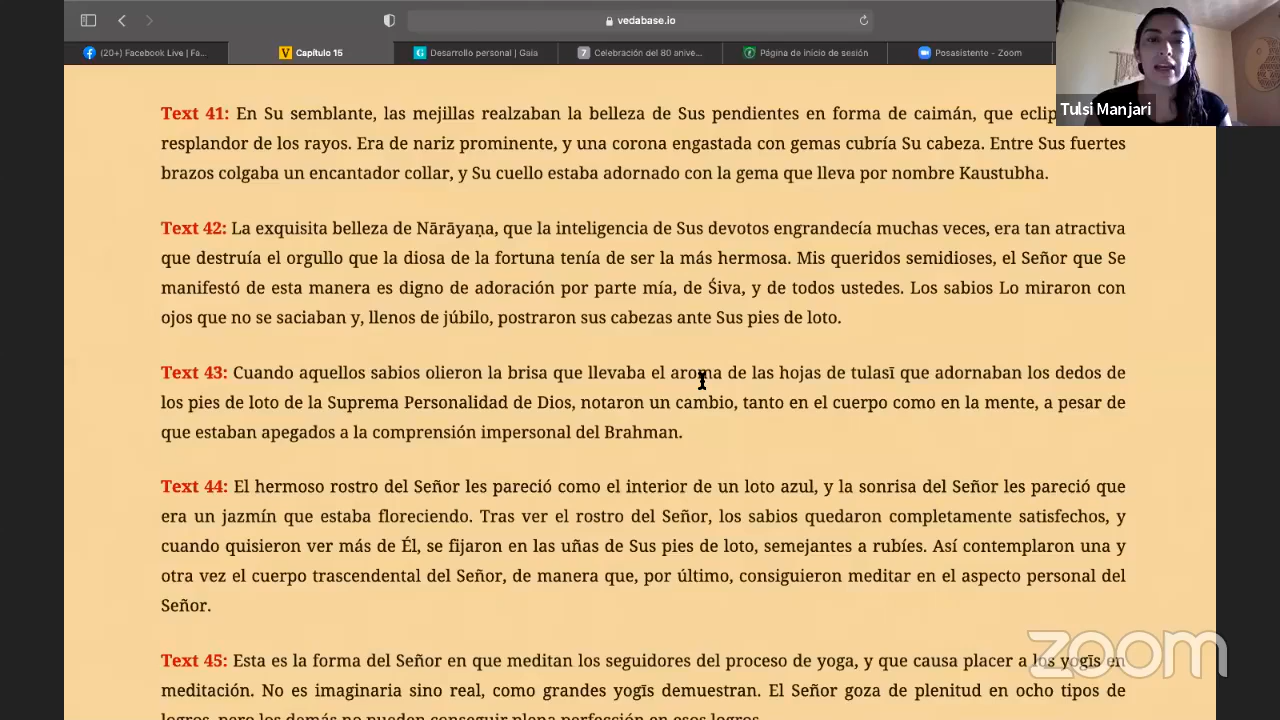 vedabase.io
(20+) Facebook Live | Fa...
Capítulo 15
Desarrollo personal | Gaia
Celebración del 80 anive...
Página de inicio de sesión
Posasistente - Zoom
Tulsi Manjari
Text 41: En Su semblante, las mejillas realzaban la belleza de Sus pendientes en forma de caimán, que
resplandor de los rayos. Era de nariz prominente, y una corona engastada con gemas cubría Su cabeza. Entre Sus fuertes
brazos colgaba un encantador collar, y Su cuello estaba adornado con la gema que lleva por nombre Kaustubha.
Text 42: La exquisita belleza de Nārāyaṇa, que la inteligencia de Sus devotos engrandecía muchas veces, era tan atractiva
que destruía el orgullo que la diosa de la fortuna tenía de ser la más hermosa. Mis queridos semidioses, el Señor que Se
manifestó de esta manera es digno de adoración por parte mía, de Śiva, y de todos ustedes. Los sabios Lo miraron con
ojos que no se saciaban y, llenos de júbilo, postraron sus cabezas ante Sus pies de loto.
Text 43: Cuando aquellos sabios olieron la brisa que llevaba el aroma de las hojas de tulasī que adornaban los dedos de
los pies de loto de la Suprema Personalidad de Dios, notaron un cambio, tanto en el cuerpo como en la mente, a pesar de
que estaban apegados a la comprensión impersonal del Brahman.
Text 44: El hermoso rostro del Señor les pareció como el interior de un loto azul, y la sonrisa del Señor les pareció que
era un jazmín que estaba floreciendo. Tras ver el rostro del Señor, los sabios quedaron completamente satisfechos, y
cuando quisieron ver más de Él, se fijaron en las uñas de Sus pies de loto, semejantes a rubíes. Así contemplaron una y
otra vez el cuerpo trascendental del Señor, de manera que, por último, consiguieron meditar en el aspecto personal del
Señor.
Text 45: Esta es la forma del Señor en que meditan los seguidores del proceso de yoga, y que causa placer a los yogīs en
meditación. No es imaginaria sino real, como grandes yogīs demuestran. El Señor goza de plenitud en ocho tipos de
logros, pero los demás no pueden conseguir plena perfección en esos logros.
zoom